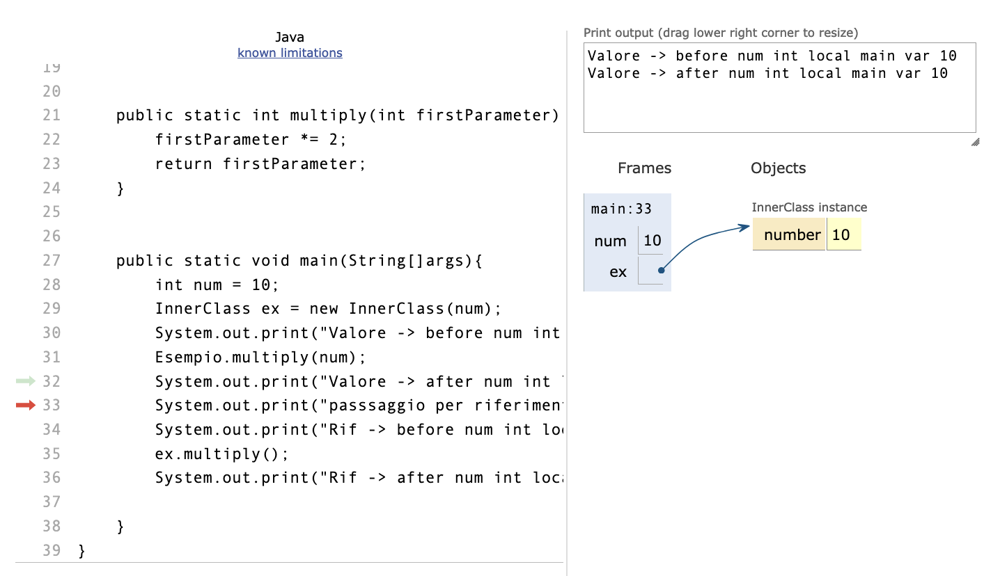 Java
known limitations
19
20
21 public static int multiply(int firstParameter)
22 firstParameter *= 2;
23 return firstParameter;
24 }
25
26
27 public static void main(String[]args){
28 int num = 10;
29 InnerClass ex = new InnerClass(num);
30 System.out.print("Valore -> before num int
31 Esempio.multiply(num);
32 System.out.print("Valore -> after num int
33 System.out.print("passsaggio per riferimen
34 System.out.print("Rif -> before num int lo
35 ex.multiply();
36 System.out.print("Rif -> after num int loc
37
38 }
39 }
Print output (drag lower right corner to resize)
Valore -> before num int local main var 10
Valore -> after num int local main var 10
Frames
Objects
main:33
num 10
ex
InnerClass instance
number 10